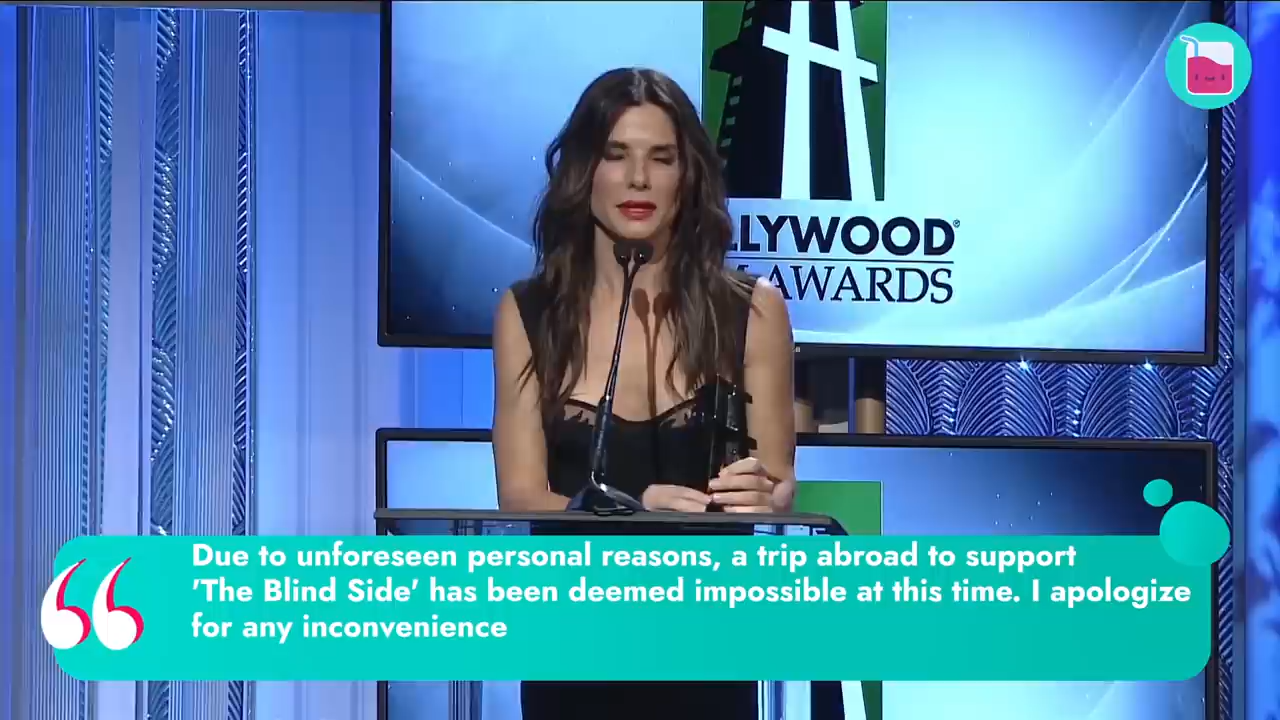 LLYWOOD®
AWARDS
Due to unforeseen personal reasons, a trip abroad to support
'The Blind Side' has been deemed impossible at this time. I apologize
for any inconvenience